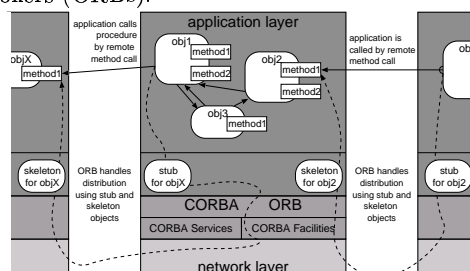 (ORBs).
application calls
procedure
by remote
method call
application layer
application is
called by remote
method call
objX
method1
obj1
method1
method2
obj2
method1
method2
obj3
method1
ob
skeleton
for objX
ORB handles
distribution
using stub and
skeleton
objects
stub
for objX
skeleton
for obj2
ORB handles
distribution
using stub and
skeleton
objects
stub
for obj2
CORBA ORB
CORBA Services
CORBA Facilities
network layer